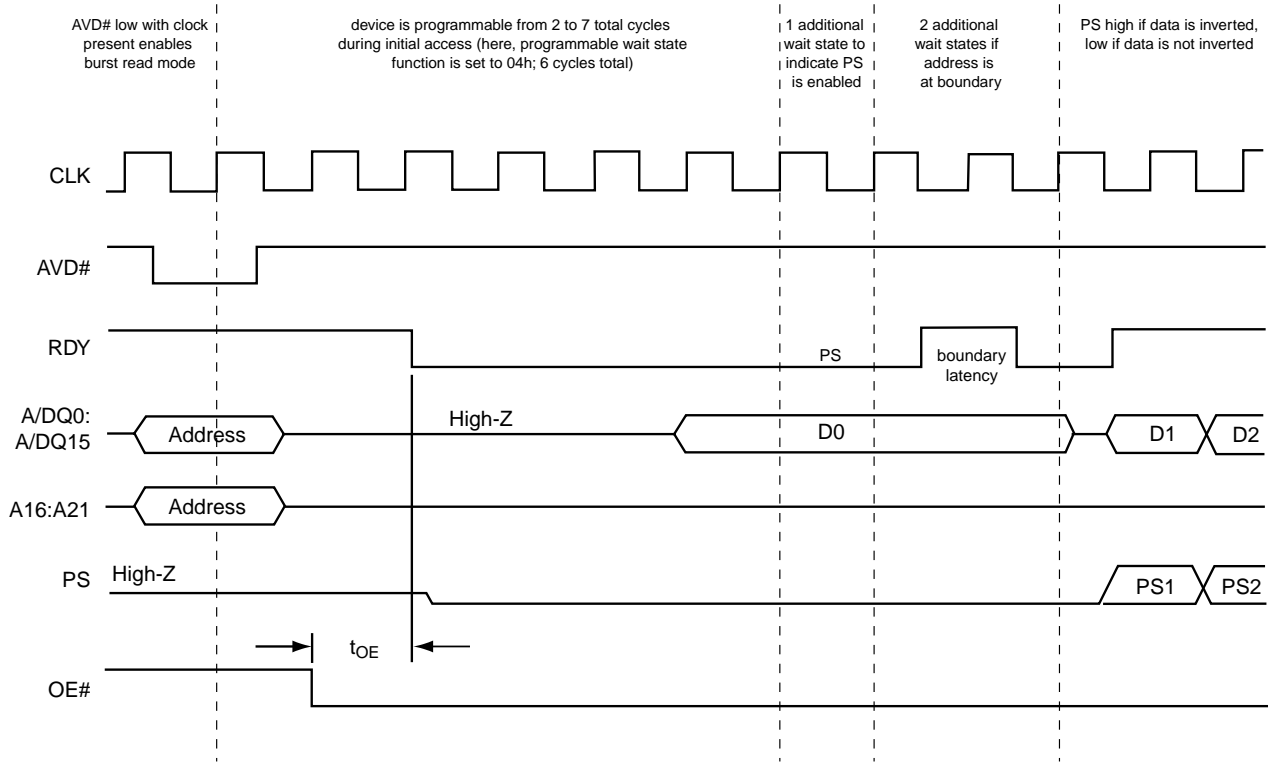 AVD# low with clock
present enables
burst read mode
device is programmable from 2 to 7 total cycles
during initial access (here, programmable wait state
function is set to 04h; 6 cycles total)
1 additional
wait state to
indicate PS
is enabled
2 additional
wait states if
address is
at boundary
PS high if data is inverted,
low if data is not inverted
CLK
AVD#
RDY
PS
boundary
latency
A/DQ0:
A/DQ15
Address
High-Z
D0
D1
D2
A16:A21
Address
PS
High-Z
PS1
PS2
tOE
OE#